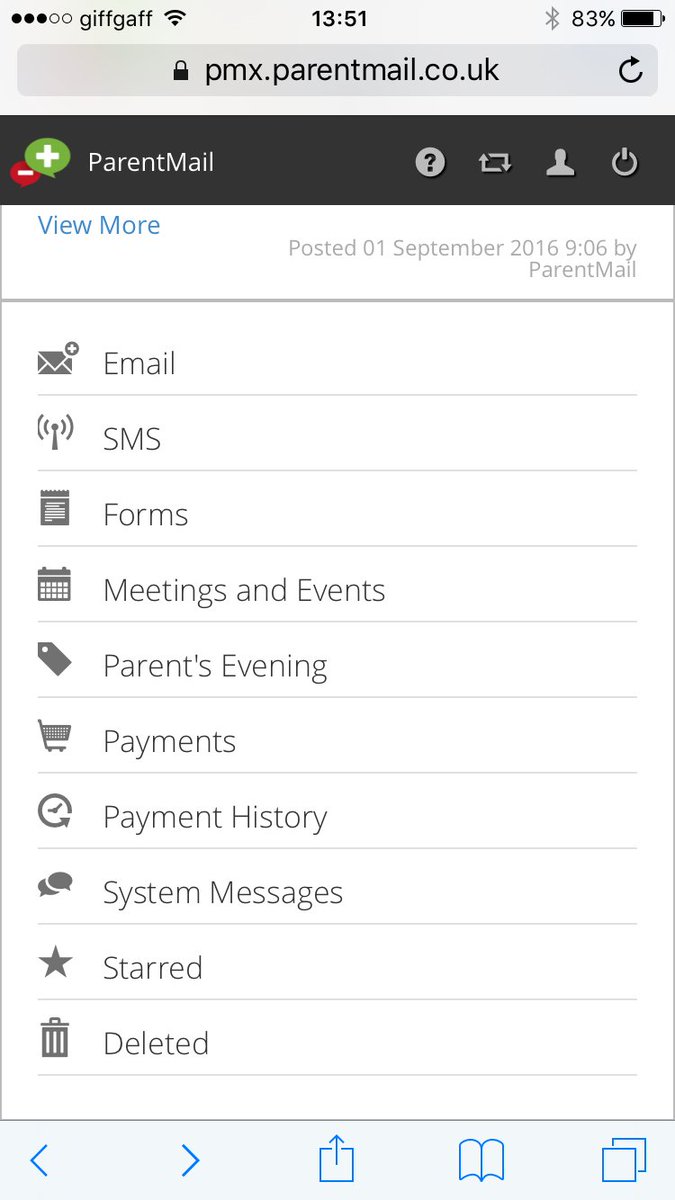 giffgaff 13:51 83%
pmx.parentmail.co.uk
ParentMail
View More
Posted 01 September 2016 9:06 by
ParentMail
Email
SMS
Forms
Meetings and Events
Parent's Evening
Payments
Payment History
System Messages
Starred
Deleted